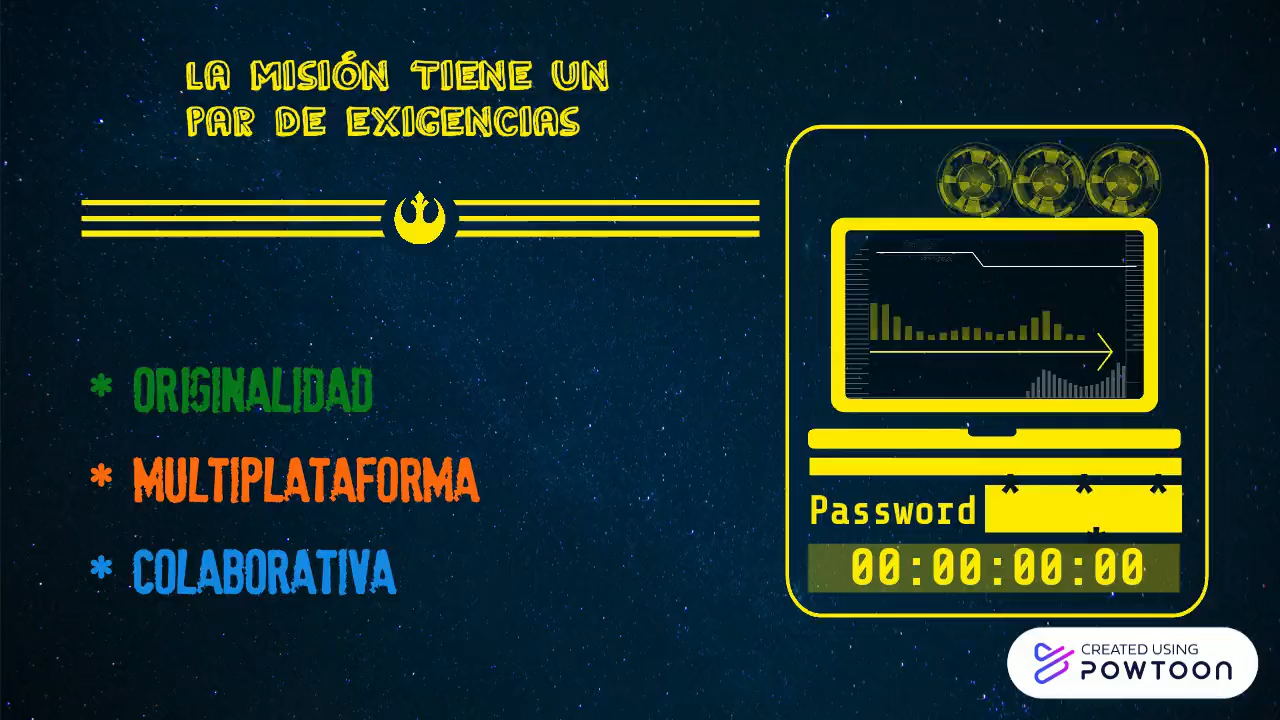 LA MISIÓN TIENE UN
PAR DE EXIGENCIAS
* ORIGINALIDAD
* MULTIPLATAFORMA
* COLABORATIVA
Password * * * *
00:00:00:00
CREATED USING
POWTOON